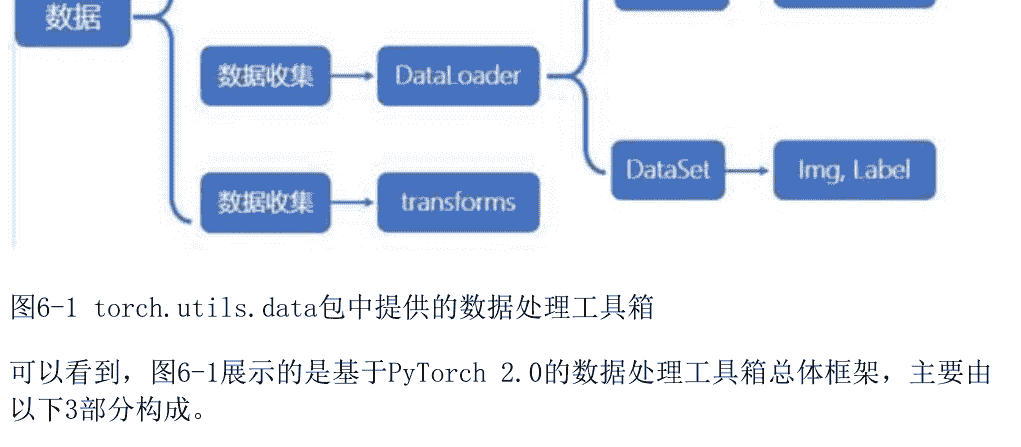 数据
数据收集 DataLoader
DataSet Img, Label
数据收集 transforms
图6-1 torch.utils.data包中提供的数据处理工具箱
可以看到，图6-1展示的是基于PyTorch 2.0的数据处理工具箱总体框架，主要由
以下3部分构成。